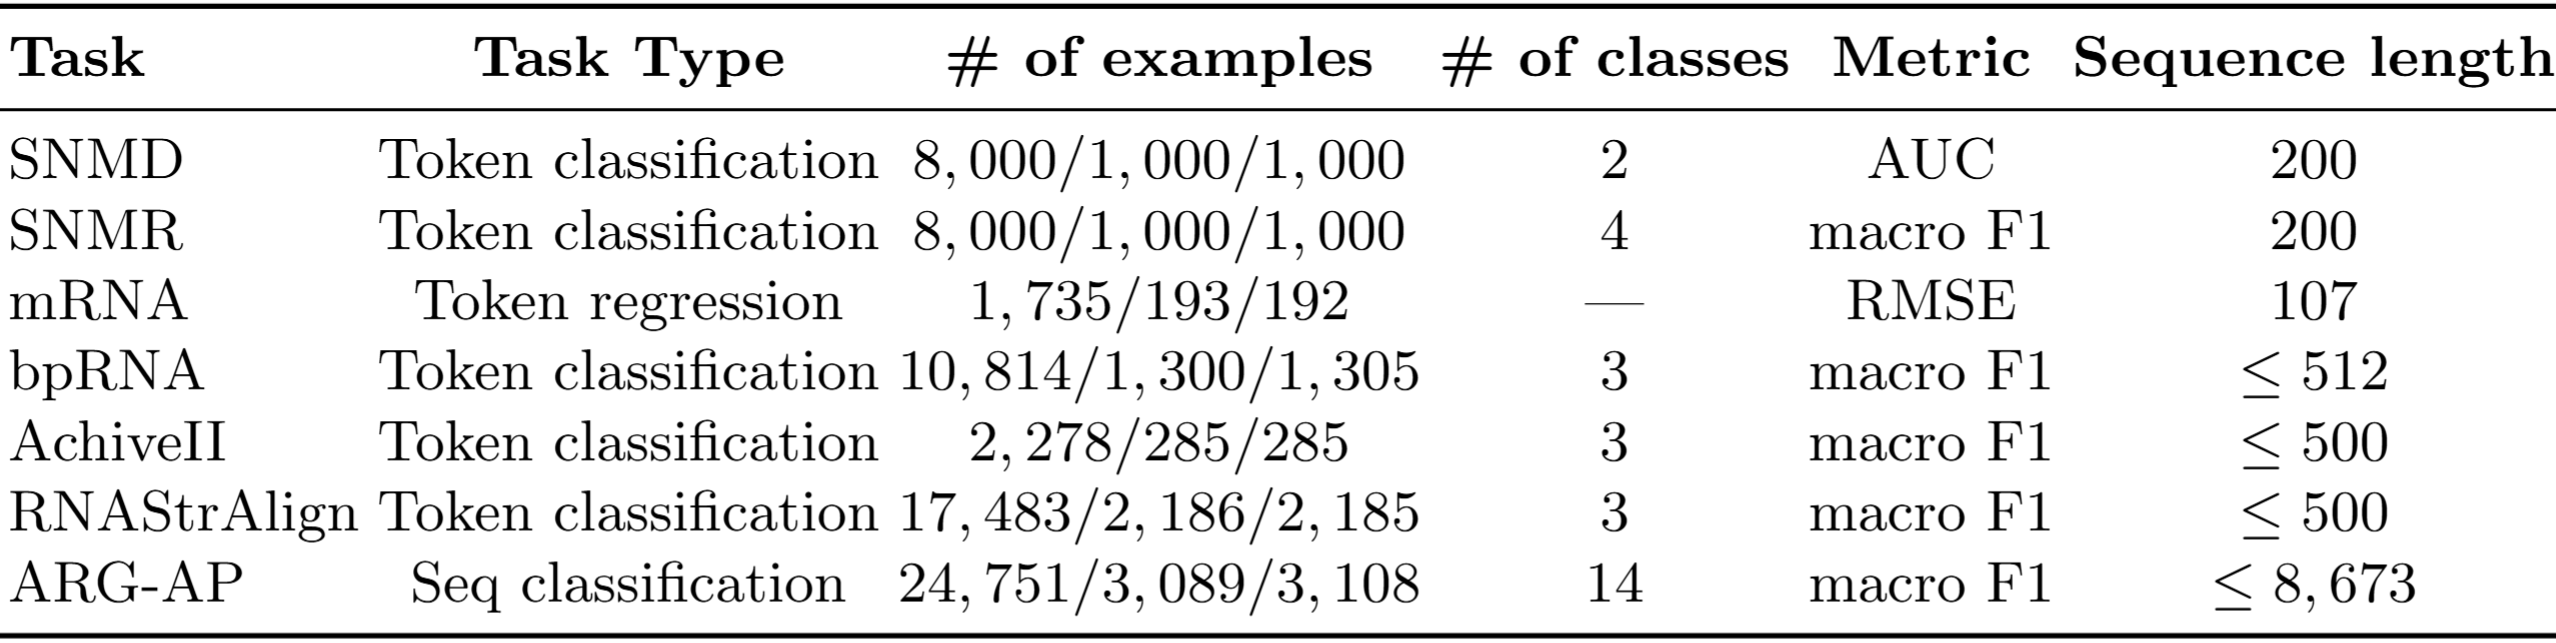 Task Task Type # of examples # of classes Metric Sequence length
SNMD Token classification 8, 000/1, 000/1, 000 2 AUC 200
SNMR Token classification 8, 000/1, 000/1, 000 4 macro F1 200
mRNA Token regression 1, 735/193/192 — RMSE 107
bpRNA Token classification 10, 814/1, 300/1, 305 3 macro F1 ≤ 512
AchiveII Token classification 2, 278/285/285 3 macro F1 ≤ 500
RNAStrAlign Token classification 17, 483/2, 186/2, 185 3 macro F1 ≤ 500
ARG-AP Seq classification 24, 751/3, 089/3, 108 14 macro F1 ≤ 8, 673